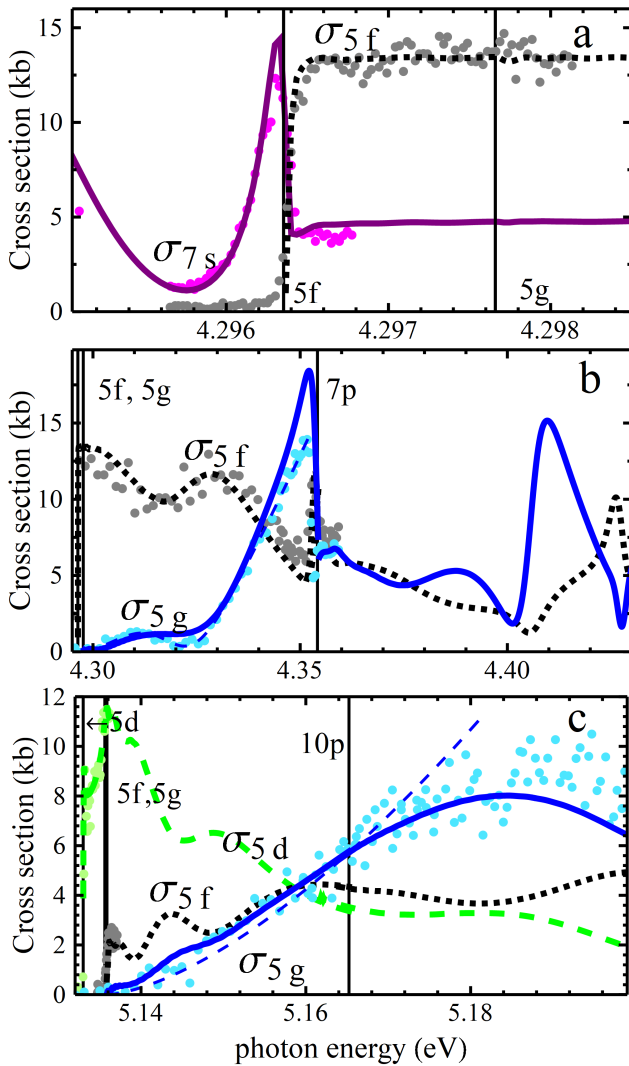 15
10
5
0
Cross section (kb)
σ5 f
a
σ7 s
5f
5g
4.296
4.297
4.298
15
10
5
0
Cross section (kb)
5f, 5g
7p
b
σ5 f
σ5 g
4.30
4.35
4.40
12
10
8
6
4
2
0
Cross section (kb)
←5d
10p
c
5f,5g
σ5 d
σ5 f
σ5 g
5.14
5.16
5.18
photon energy (eV)